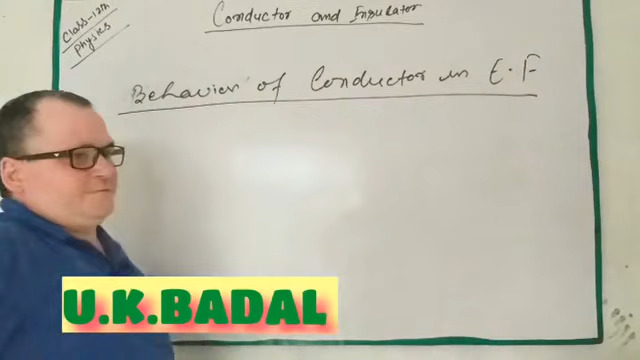 Class-12th
Physics
Conductor and Insulator
Behavior of Conductor in E.F
U.K.BADAL